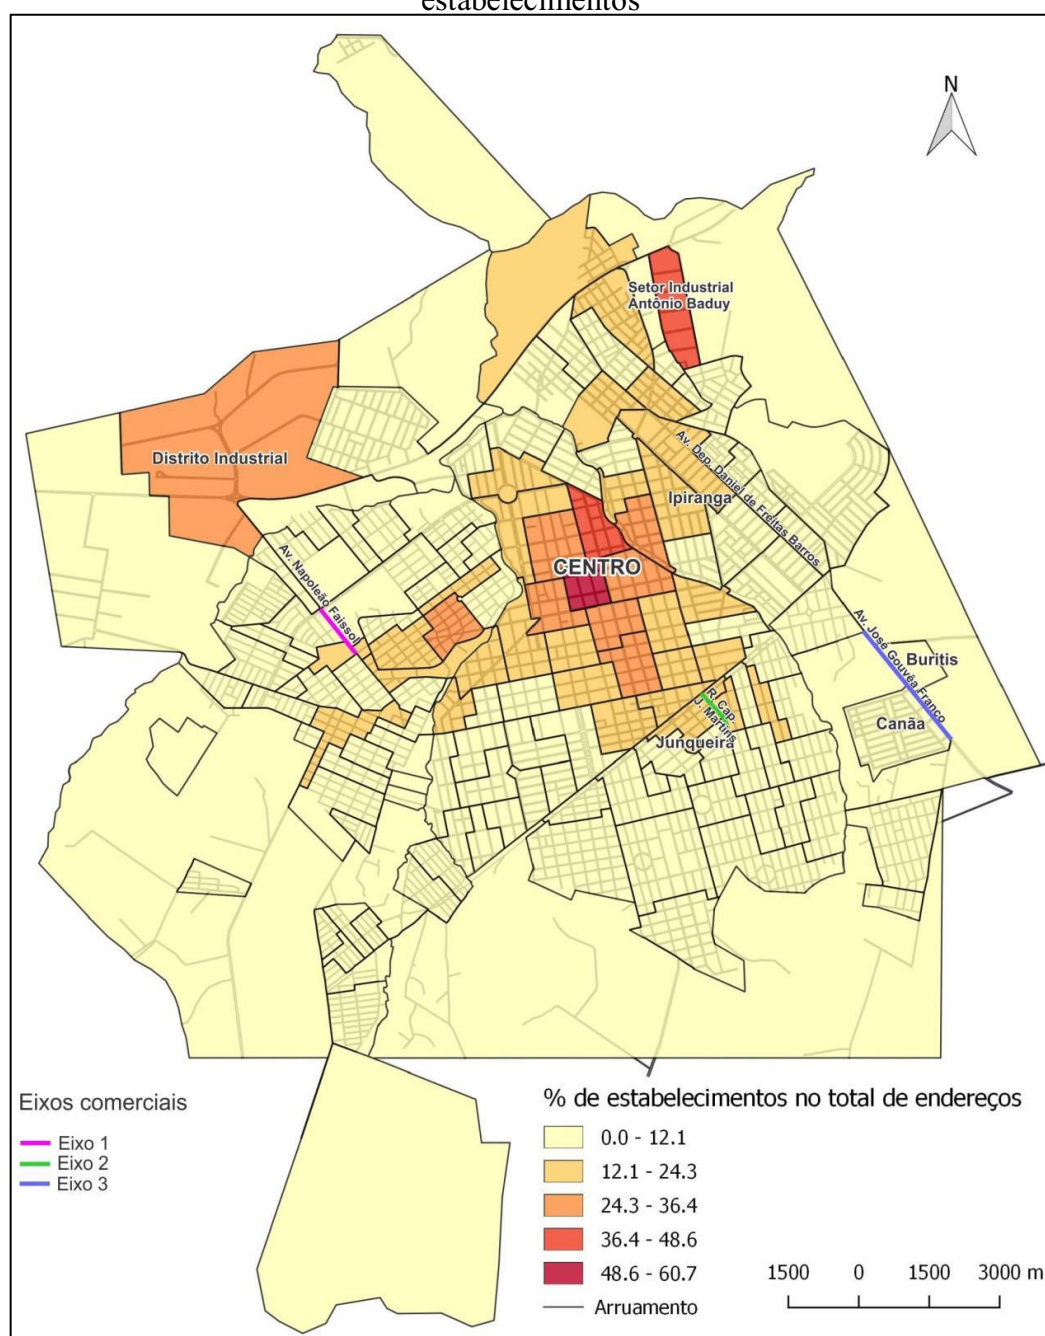 estabelecimentos
N
Setor Industrial
Antônio Baduy
Distrito Industrial
Av. Dep. Daniel de Freitas Barros
Ipiranga
CENTRO
Av. Napoleão Faissol
Av. José Gouvêa Franco
Buritis
R. Cap.
J. Martins
Canãa
Junqueira
Eixos comerciais
Eixo 1
Eixo 2
Eixo 3
% de estabelecimentos no total de endereços
0.0 - 12.1
12.1 - 24.3
24.3 - 36.4
36.4 - 48.6
48.6 - 60.7
Arruamento
1500 0 1500 3000 m